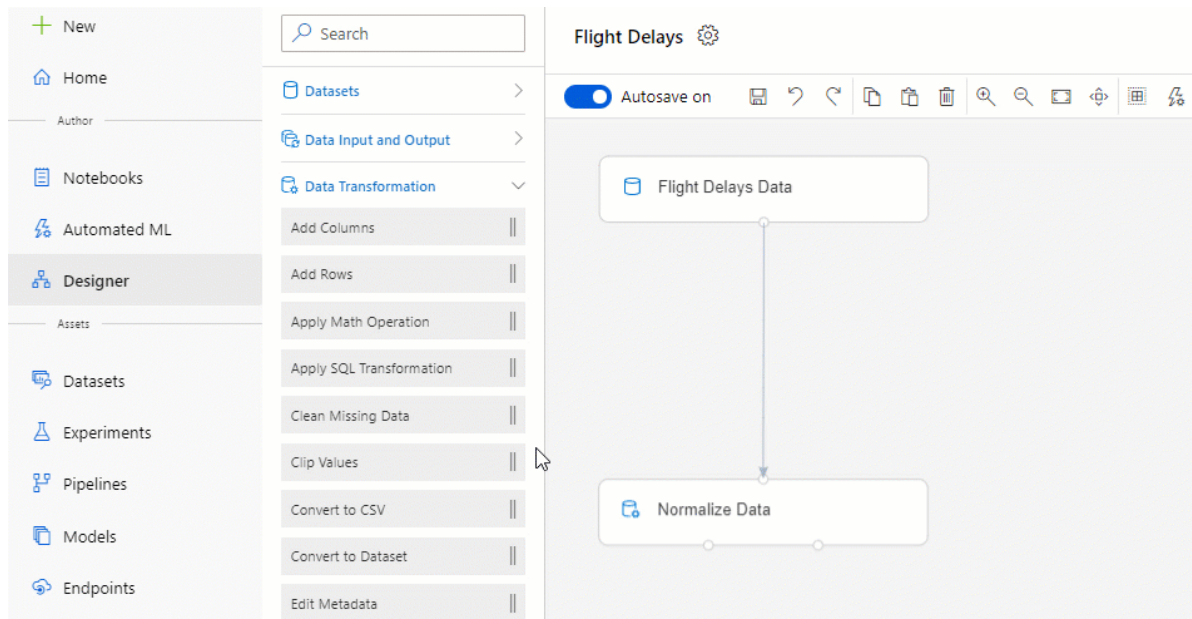 New
Home
Author
Notebooks
Automated ML
Designer
Assets
Datasets
Experiments
Pipelines
Models
Endpoints
Search
Datasets
Data Input and Output
Data Transformation
Add Columns
Add Rows
Apply Math Operation
Apply SQL Transformation
Clean Missing Data
Clip Values
Convert to CSV
Convert to Dataset
Edit Metadata
Flight Delays
Autosave on
Flight Delays Data
Normalize Data